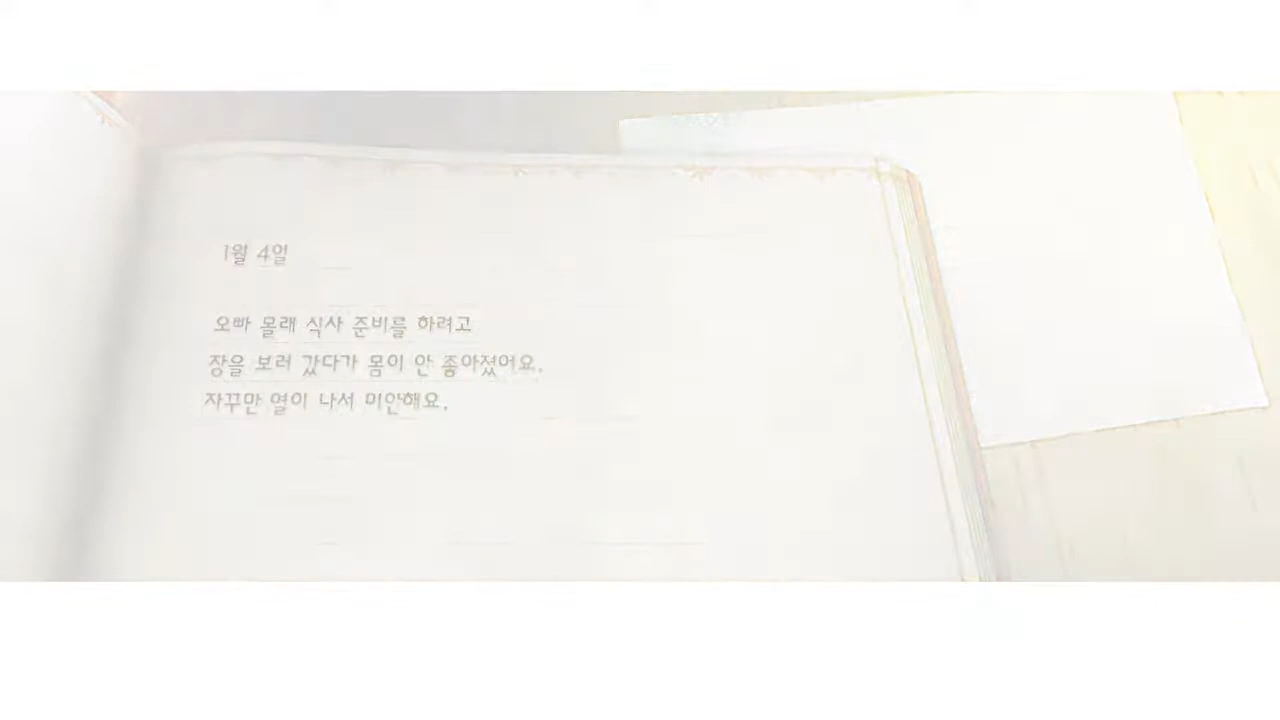 1월 4일
오빠 몰래 식사 준비를 하려고
장을 보러 갔다가 몸이 안 좋아졌어요.
자꾸만 열이 나서 미안해요.